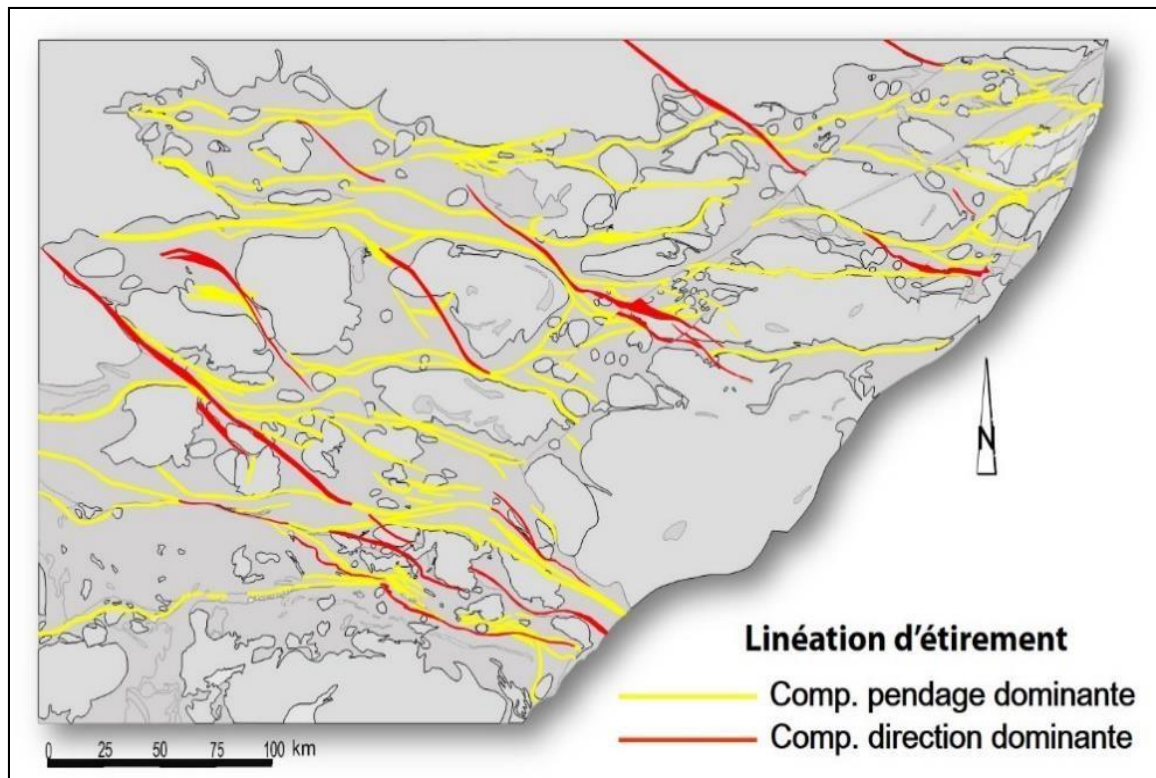 N
Linéation d'étirement
Comp. pendage dominante
Comp. direction dominante
0 25 50 75 100 km